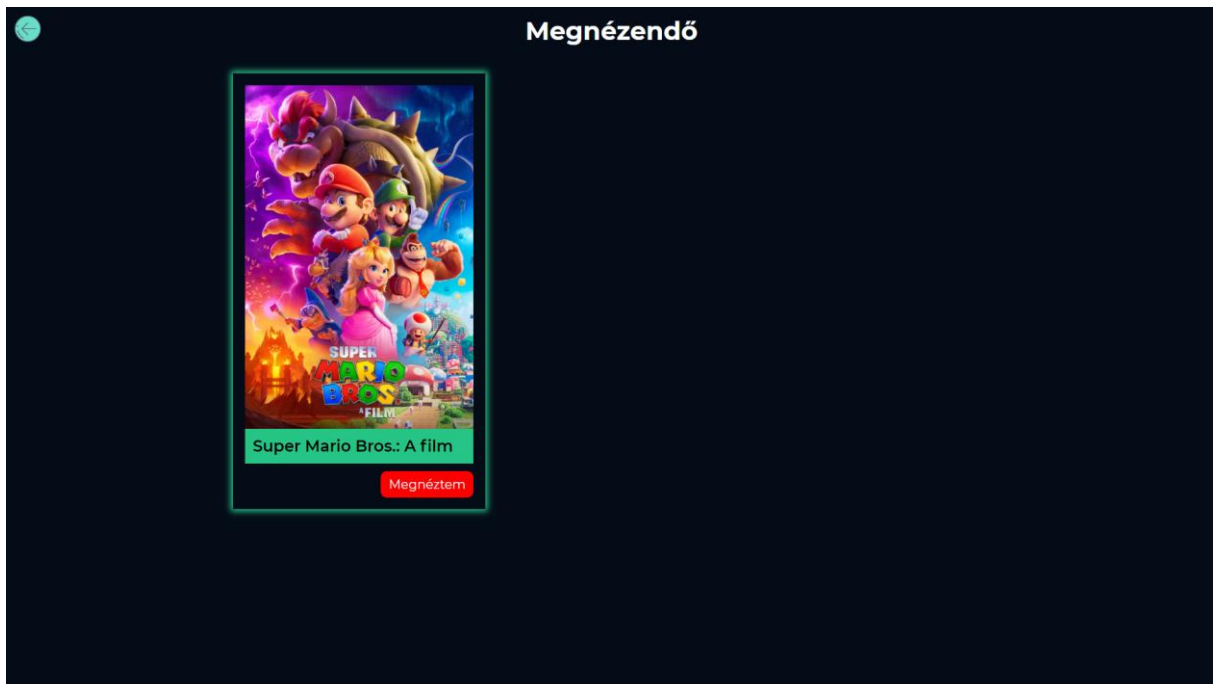 Megnézendő
SUPER
MARIO
BROS.
A FILM
Super Mario Bros.: A film
Megnéztem